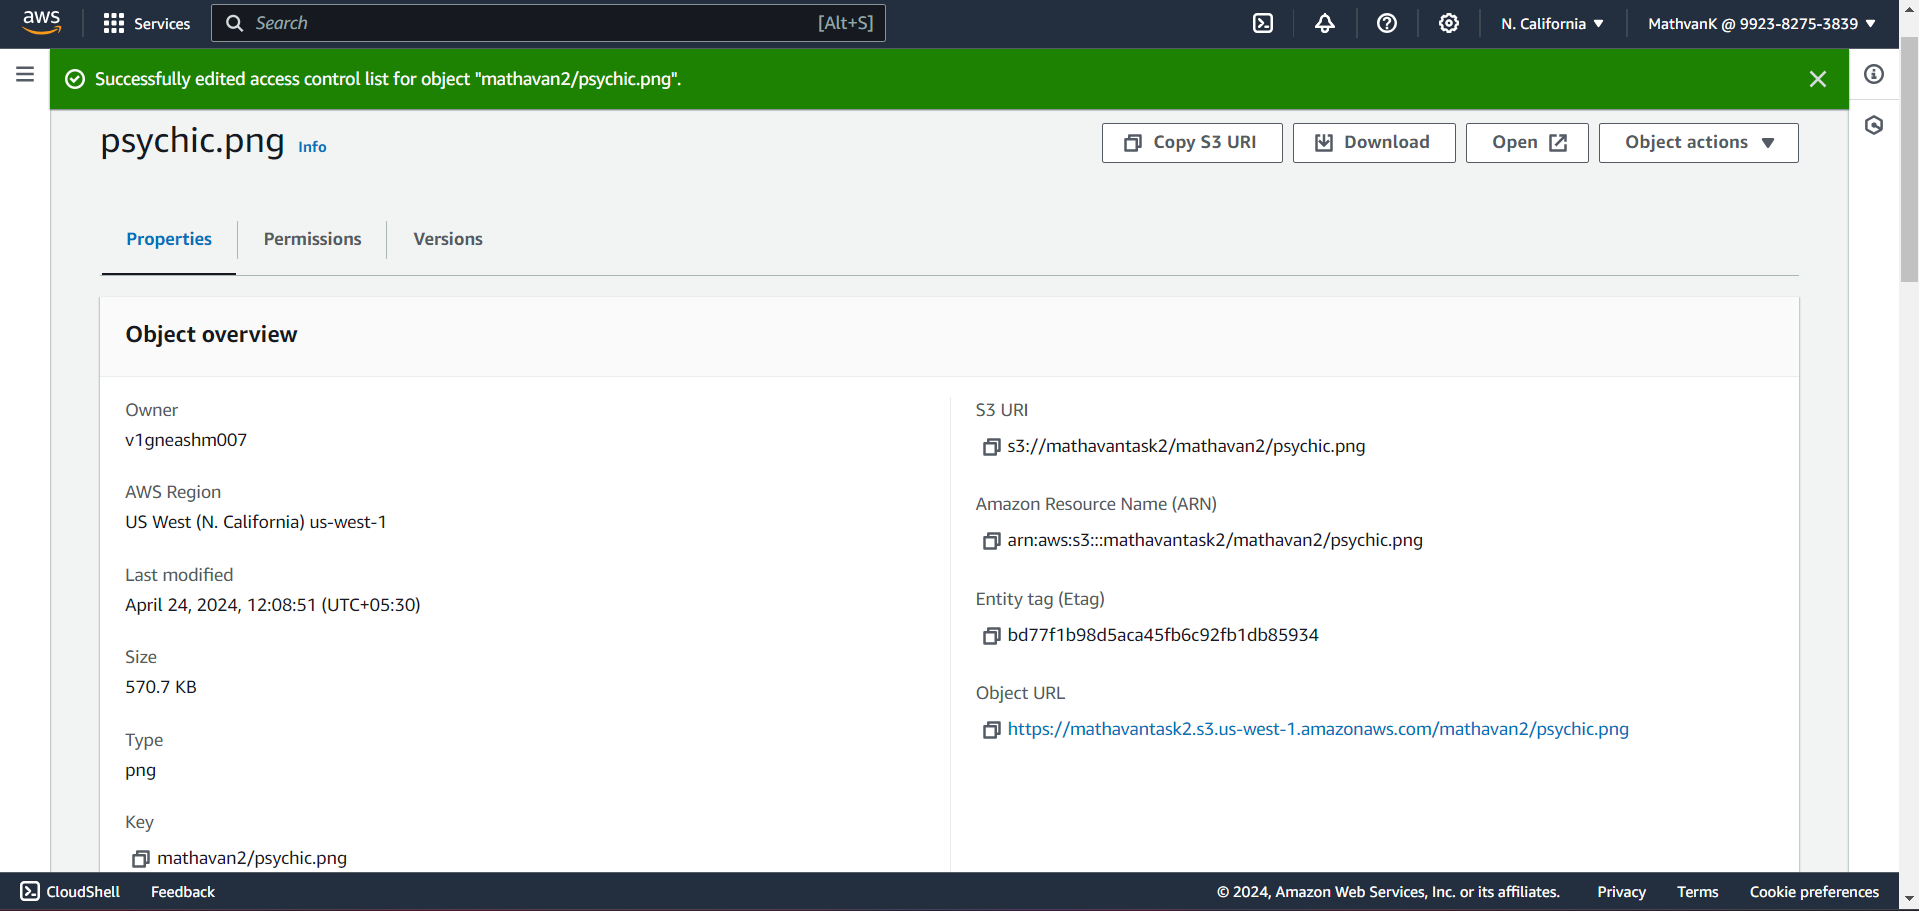 aws Services Search [Alt+S] N. California MathvanK @ 9923-8275-3839
Successfully edited access control list for object "mathavan2/psychic.png".
psychic.png Info Copy S3 URI Download Open Object actions
Properties Permissions Versions
Object overview
Owner
v1gneashm007
AWS Region
US West (N. California) us-west-1
Last modified
April 24, 2024, 12:08:51 (UTC+05:30)
Size
570.7 KB
Type
png
Key
mathavan2/psychic.png
S3 URI
s3://mathavantask2/mathavan2/psychic.png
Amazon Resource Name (ARN)
arn:aws:s3:::mathavantask2/mathavan2/psychic.png
Entity tag (Etag)
bd77f1b98d5aca45fb6c92fb1db85934
Object URL
https://mathavantask2.s3.us-west-1.amazonaws.com/mathavan2/psychic.png
CloudShell Feedback © 2024, Amazon Web Services, Inc. or its affiliates. Privacy Terms Cookie preferences